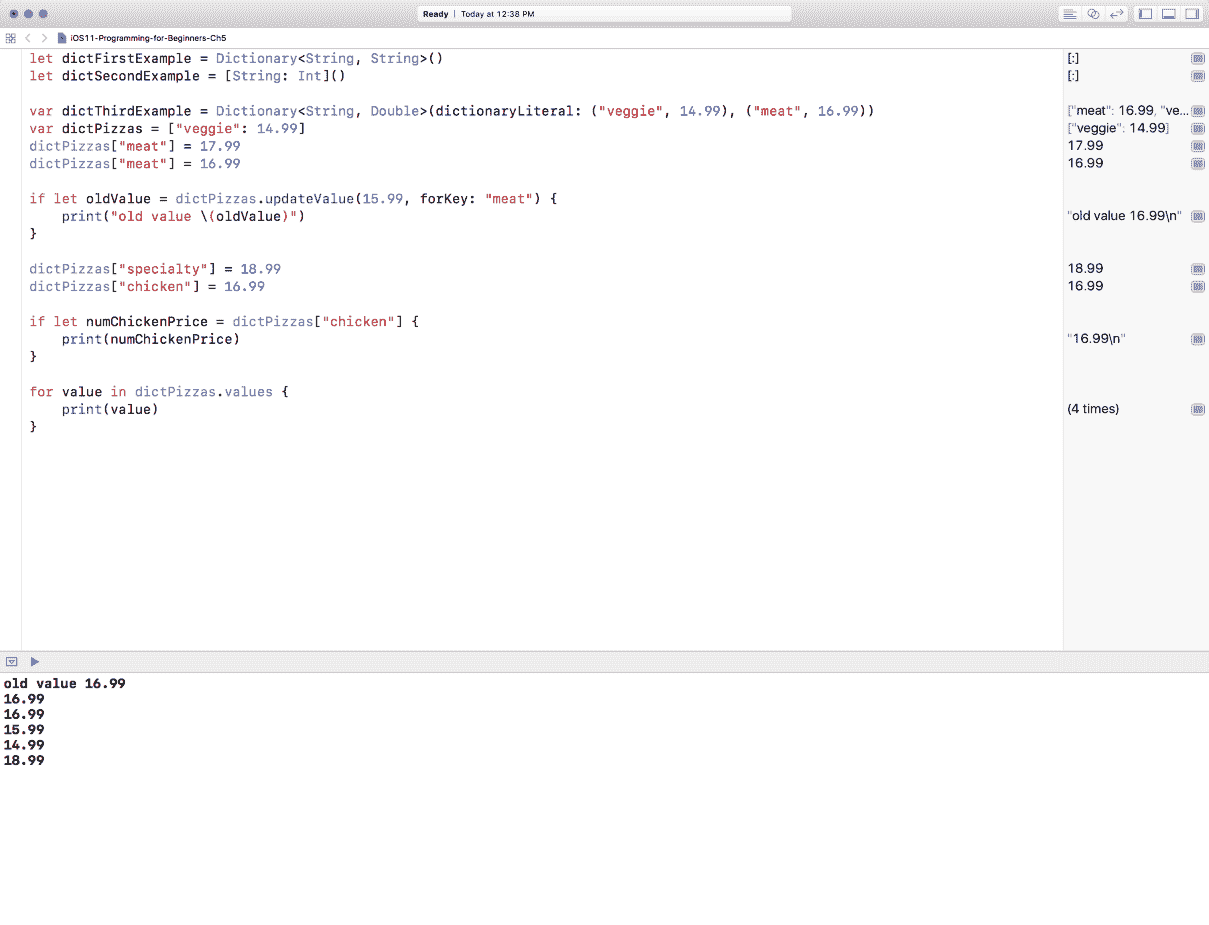 Ready | Today at 12:38 PM
iOS11-Programming-for-Beginners-Ch5
let dictFirstExample = Dictionary<String, String>() [:]
let dictSecondExample = [String: Int]() [:]
var dictThirdExample = Dictionary<String, Double>(dictionaryLiteral: ("veggie", 14.99), ("meat", 16.99)) ["meat": 16.99, "ve...
var dictPizzas = ["veggie": 14.99] ["veggie": 14.99]
dictPizzas["meat"] = 17.99 17.99
dictPizzas["meat"] = 16.99 16.99
if let oldValue = dictPizzas.updateValue(15.99, forKey: "meat") {
print("old value \(oldValue)") "old value 16.99\n"
}
dictPizzas["specialty"] = 18.99 18.99
dictPizzas["chicken"] = 16.99 16.99
if let numChickenPrice = dictPizzas["chicken"] {
print(numChickenPrice) "16.99\n"
}
for value in dictPizzas.values {
print(value) (4 times)
}
old value 16.99
16.99
16.99
15.99
14.99
18.99